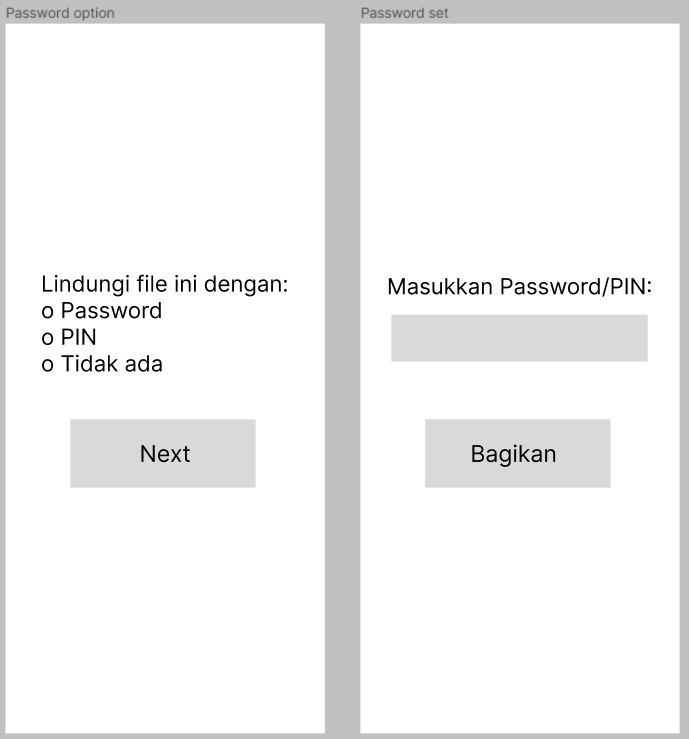 Password option
Lindungi file ini dengan:
o Password
o PIN
o Tidak ada
Next
Password set
Masukkan Password/PIN:
Bagikan